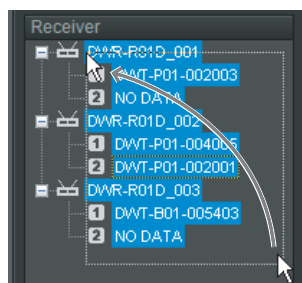 Receiver
DWR-R01D_001
1 DWT-P01-002003
2 NO DATA
DWR-R01D_002
1 DWT-P01-004005
2 DWT-P01-002001
DWR-R01D_003
1 DWT-B01-005403
2 NO DATA